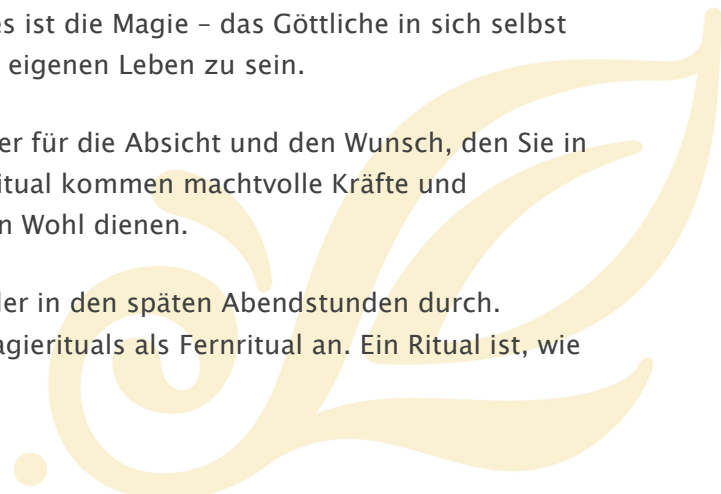 es ist die Magie – das Göttliche in sich selbst
eigenen Leben zu sein.
er für die Absicht und den Wunsch, den Sie in
itual kommen machtvolle Kräfte und
n Wohl dienen.
der in den späten Abendstunden durch.
agierituals als Fernritual an. Ein Ritual ist, wie